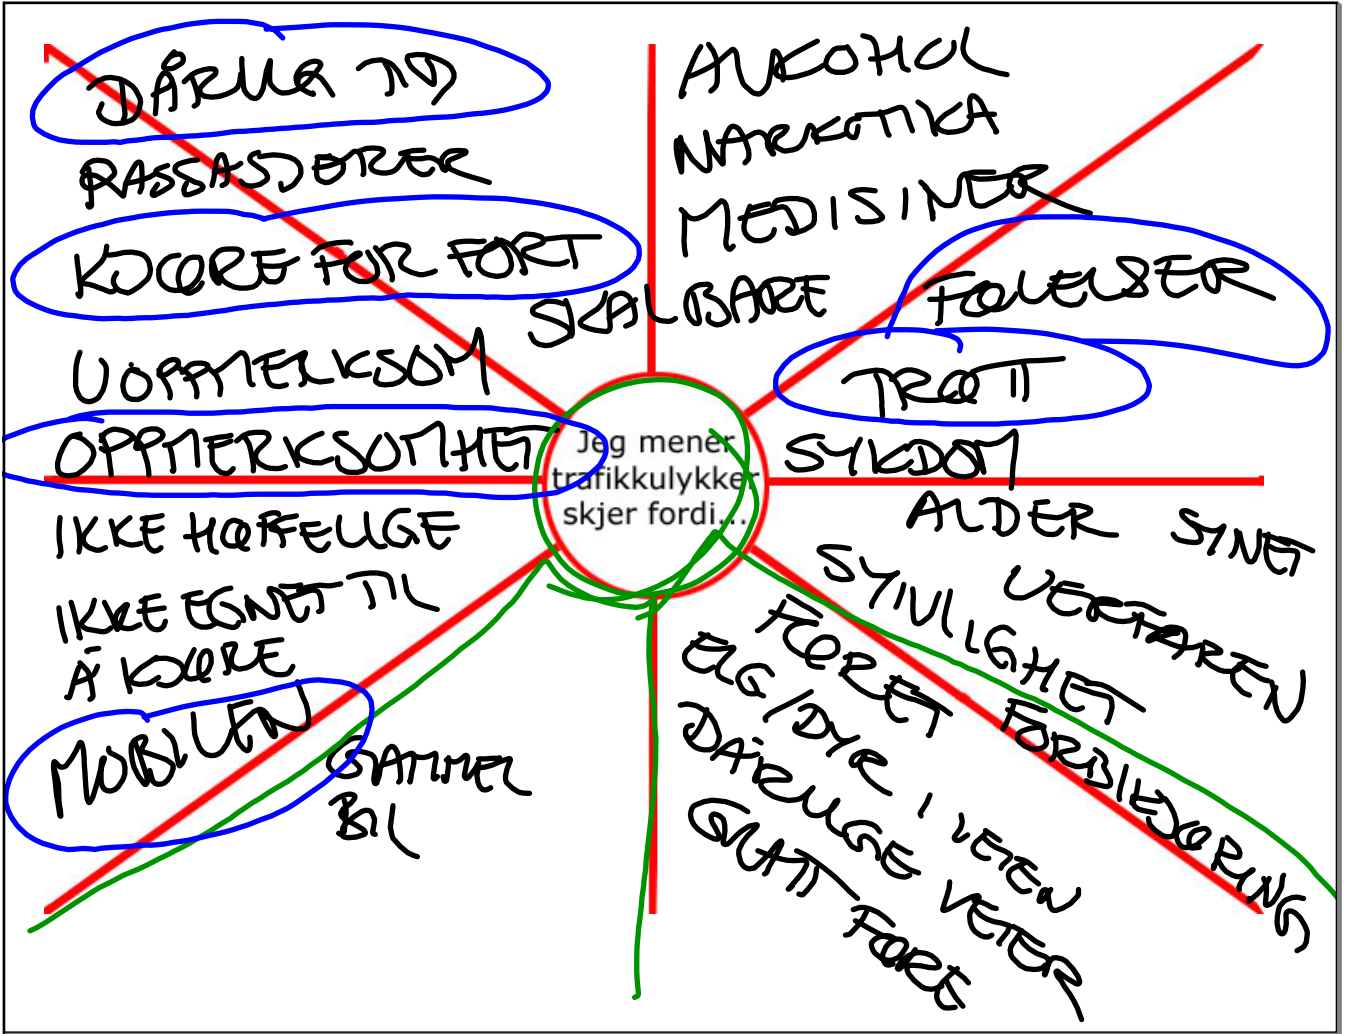 DÅRLIG TID
PASSASJERER
KJØRE FOR FORT
UOPPMERKSOM
OPPMERKSOMHET
IKKE HØFFELIGE
IKKE EGNET TIL
Å KJØRE
MOBILEN
GAMMEL
BIL
ALKOHOL
NARKOTIKA
MEDISINER
SKALBARE
FØLELSER
TRØTT
Jeg mener
trafikkulykker
skjer fordi...
SYKDOM
ALDER
SYNET
UERFAREN
SYNLIGHET
FORBIKJØRING
FØRET
ELG / DYR I VEIEN
DÅRLIGE VEIER
GLATT FØRE